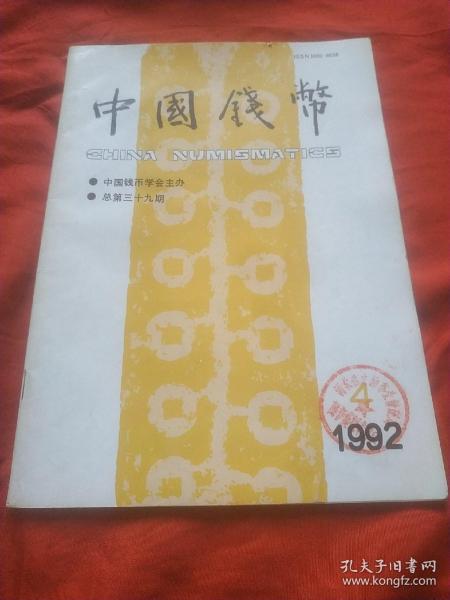 ISSN 1001-8638
中國錢幣
CHINA NUMISMATICS
● 中国钱币学会主办
● 总第三十九期
4
1992
孔夫子旧书网
www.kongfz.com